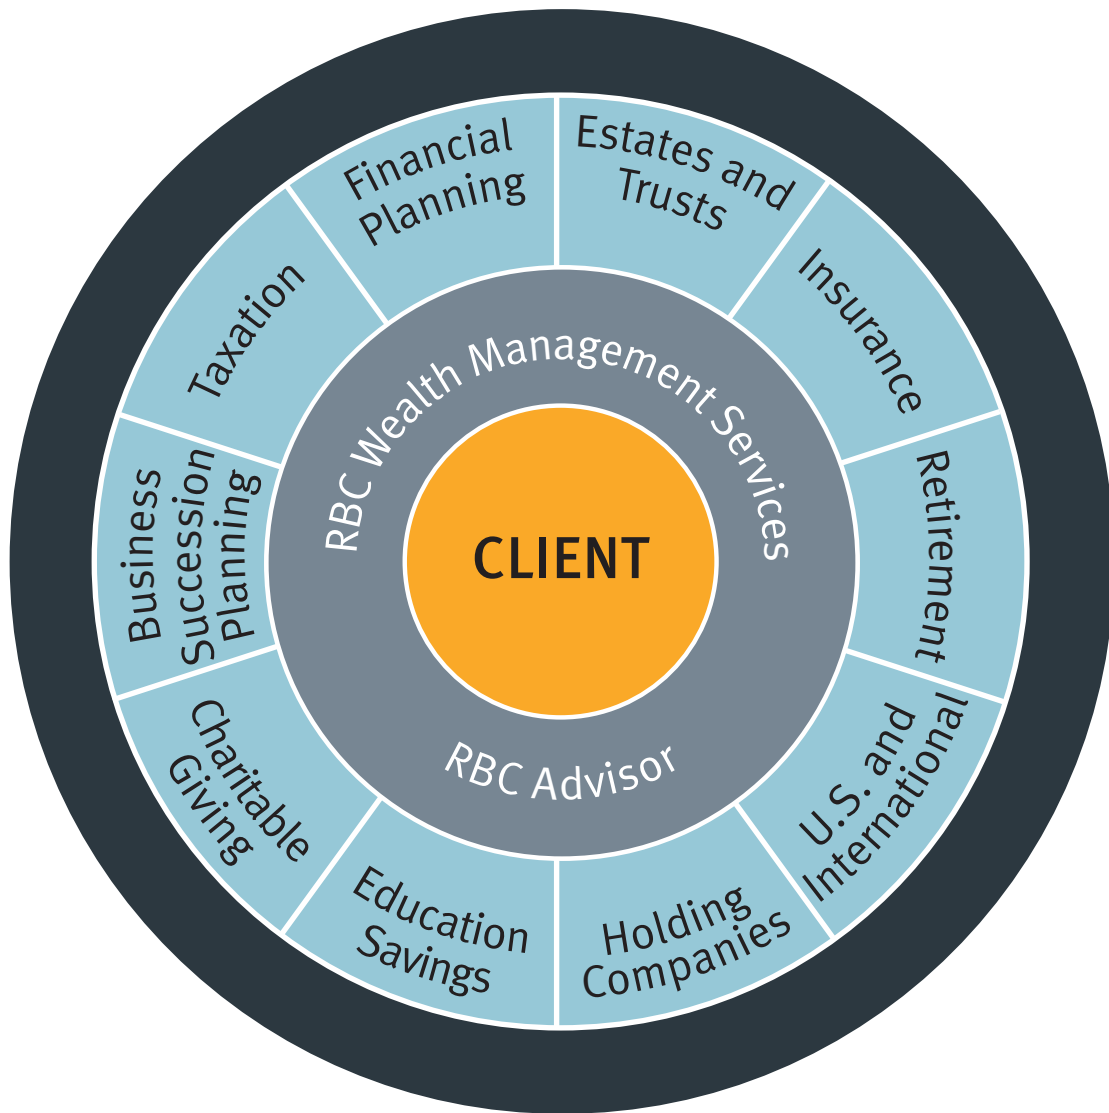 Financial
Planning
Estates and
Trusts
Insurance
Retirement
U.S. and
International
Holding
Companies
Education
Savings
Charitable
Giving
Business
Succession
Planning
Taxation
RBC Wealth Management Services
CLIENT
RBC Advisor